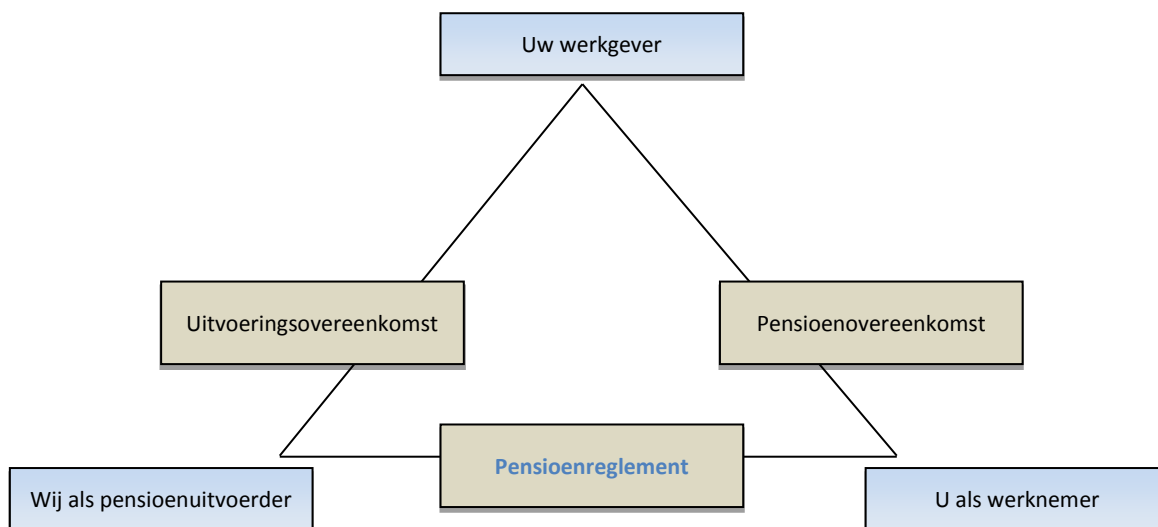 Uw werkgever
Uitvoeringsovereenkomst
Pensioenovereenkomst
Pensioenreglement
Wij als pensioenuitvoerder
U als werknemer